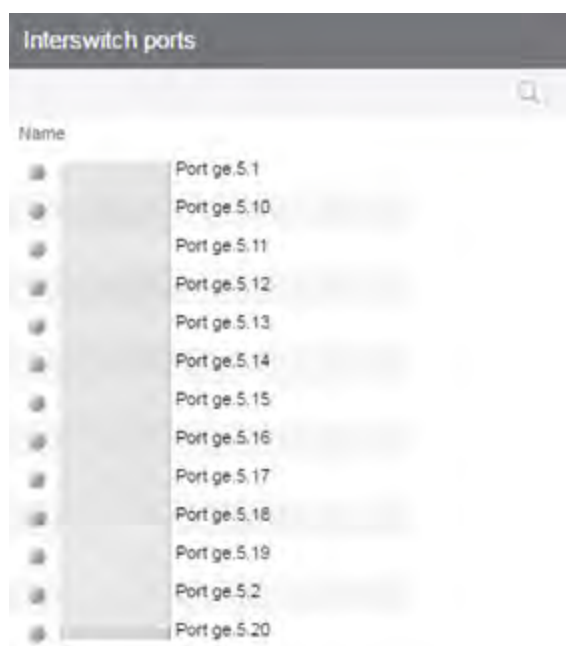 Interswitch ports
Name
Port ge.5.1
Port ge.5.10
Port ge.5.11
Port ge.5.12
Port ge.5.13
Port ge.5.14
Port ge.5.15
Port ge.5.16
Port ge.5.17
Port ge.5.18
Port ge.5.19
Port ge.5.2
Port ge.5.20